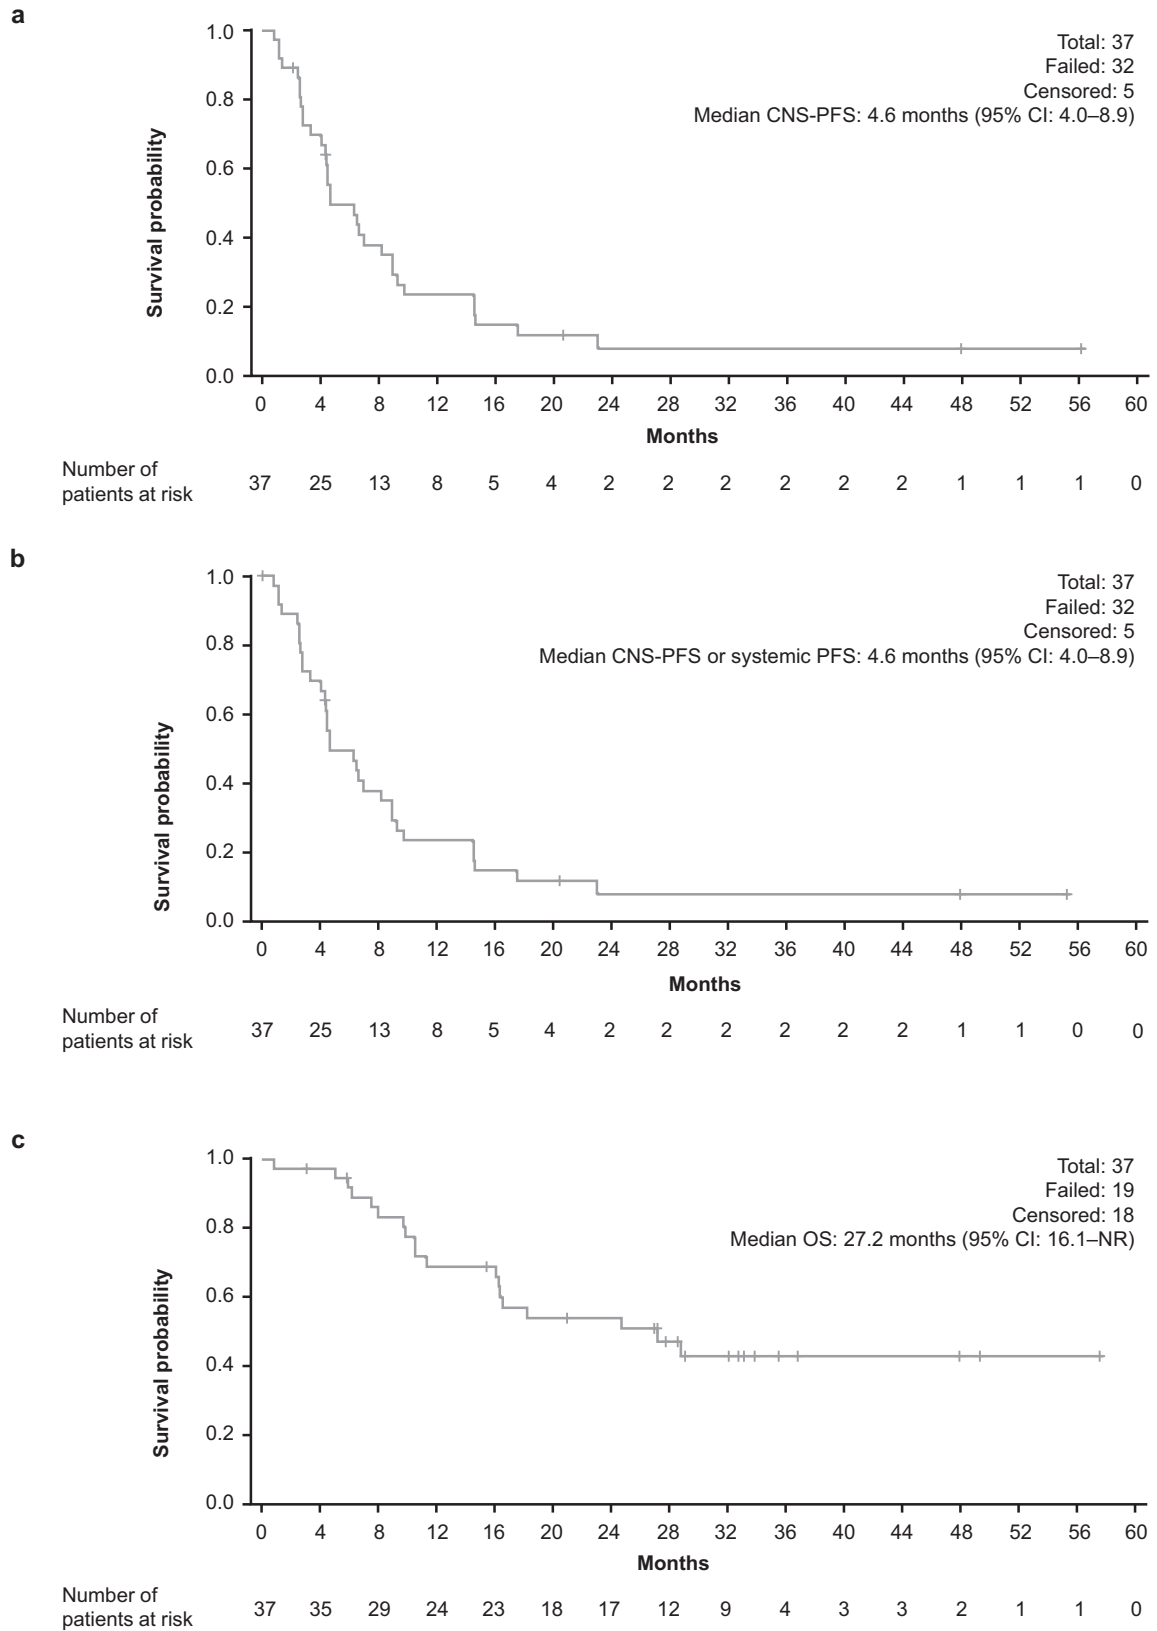 a
Total: 37
Failed: 32
Censored: 5
Median CNS-PFS: 4.6 months (95% CI: 4.0–8.9)
Survival probability
1.0
0.8
0.6
0.4
0.2
0.0
0 4 8 12 16 20 24 28 32 36 40 44 48 52 56 60
Months
Number of
patients at risk
37 25 13 8 5 4 2 2 2 2 2 2 1 1 1 0
b
Total: 37
Failed: 32
Censored: 5
Median CNS-PFS or systemic PFS: 4.6 months (95% CI: 4.0–8.9)
Survival probability
1.0
0.8
0.6
0.4
0.2
0.0
0 4 8 12 16 20 24 28 32 36 40 44 48 52 56 60
Months
Number of
patients at risk
37 25 13 8 5 4 2 2 2 2 2 2 1 1 0 0
c
Total: 37
Failed: 19
Censored: 18
Median OS: 27.2 months (95% CI: 16.1–NR)
Survival probability
1.0
0.8
0.6
0.4
0.2
0.0
0 4 8 12 16 20 24 28 32 36 40 44 48 52 56 60
Months
Number of
patients at risk
37 35 29 24 23 18 17 12 9 4 3 3 2 1 1 0